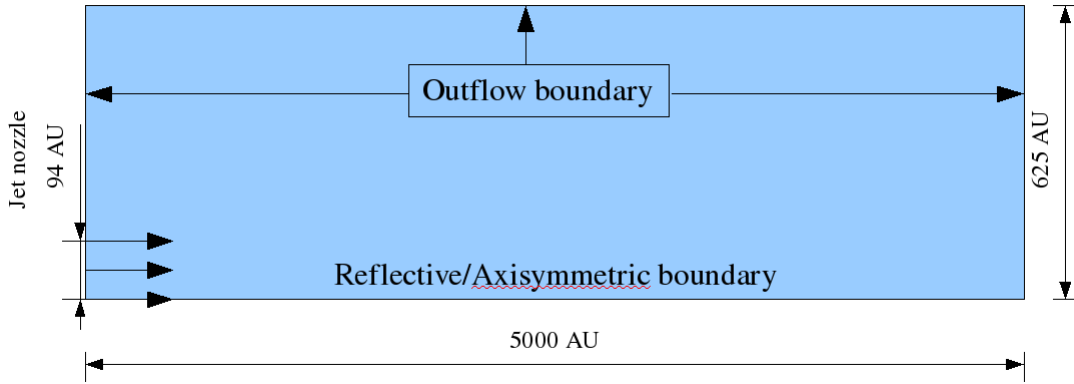 Outflow boundary
Jet nozzle
94 AU
625 AU
Reflective/Axisymmetric boundary
5000 AU